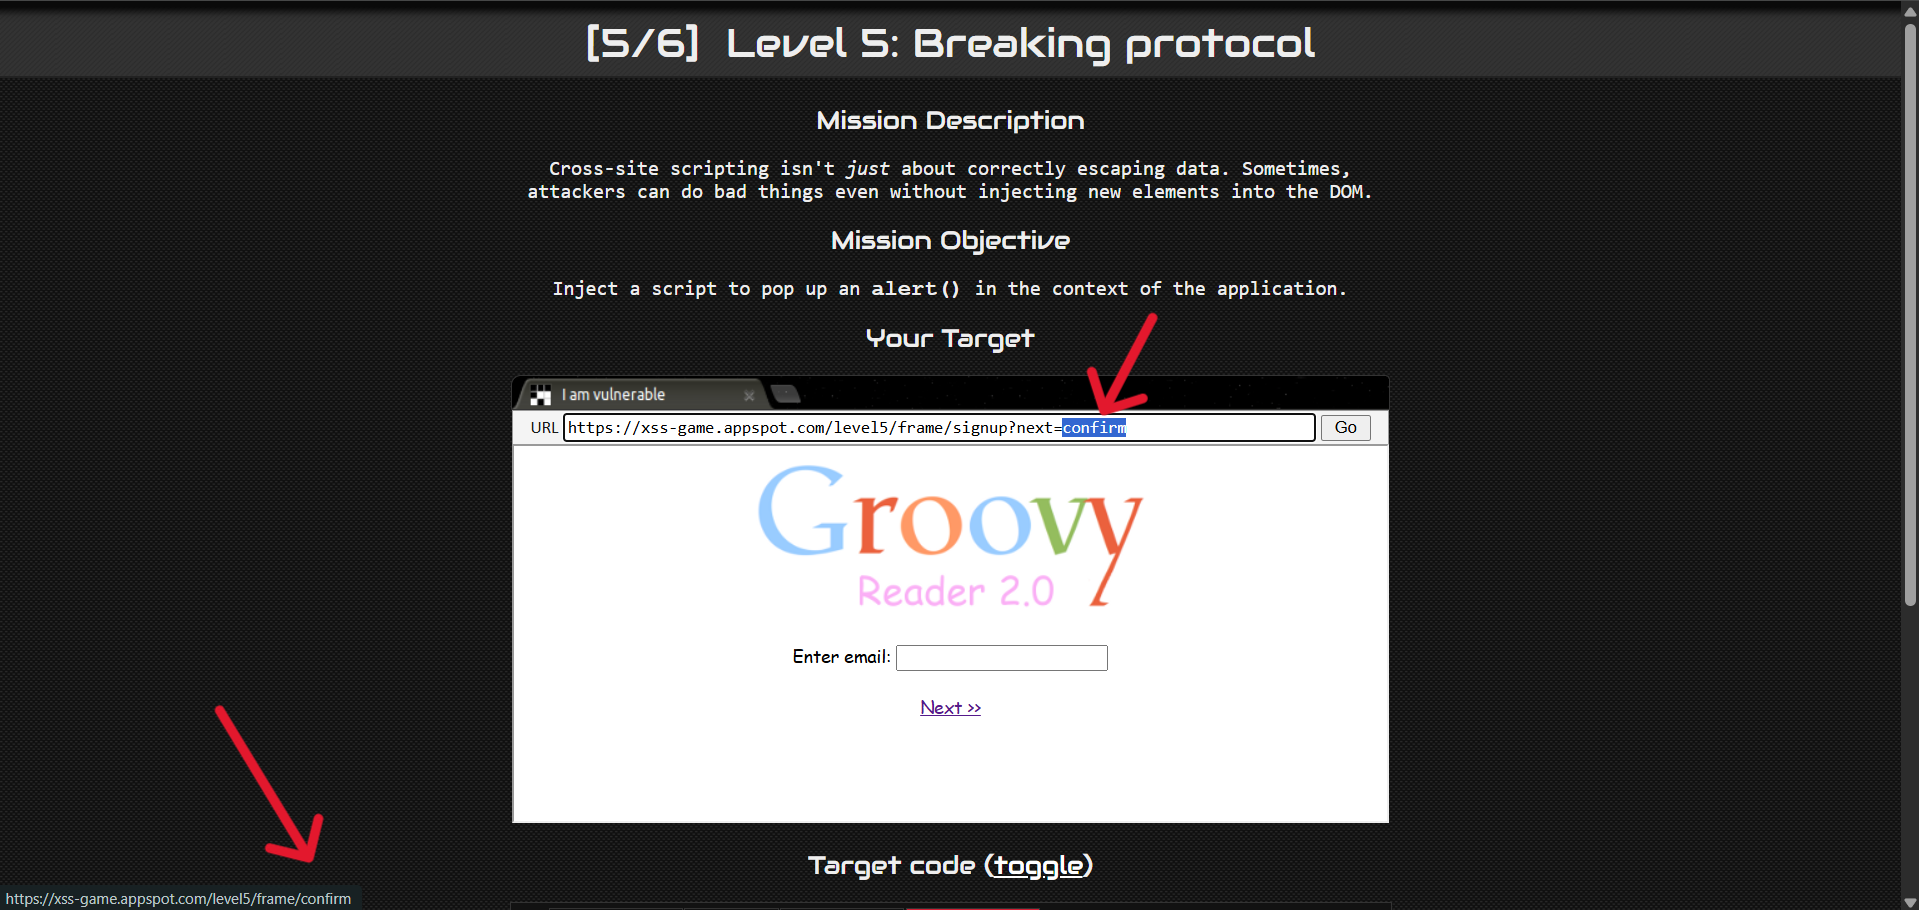 [5/6] Level 5: Breaking protocol
Mission Description
Cross-site scripting isn't just about correctly escaping data. Sometimes,
attackers can do bad things even without injecting new elements into the DOM.
Mission Objective
Inject a script to pop up an alert() in the context of the application.
Your Target
I am vulnerable
URL https://xss-game.appspot.com/level5/frame/signup?next=confirm Go
Groovy
Reader 2.0
Enter email:
Next >>
Target code (toggle)
https://xss-game.appspot.com/level5/frame/confirm